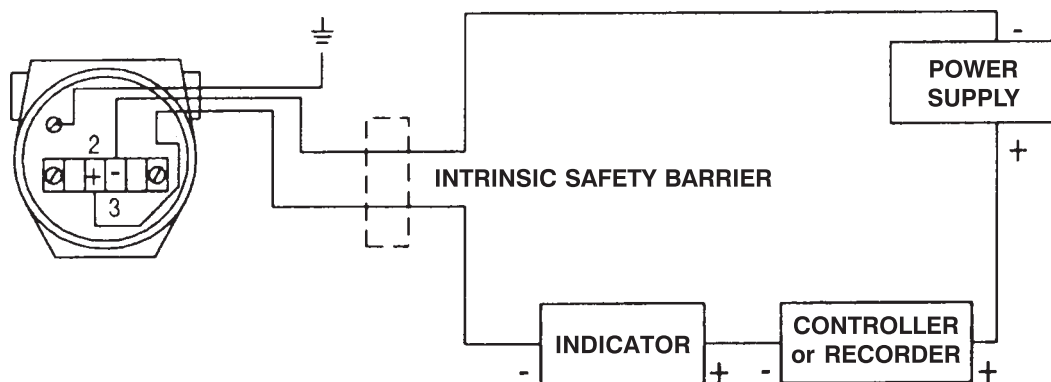 -
POWER
SUPPLY
+
2
+ -
3
INTRINSIC SAFETY BARRIER
INDICATOR
- +
CONTROLLER
or RECORDER
- +